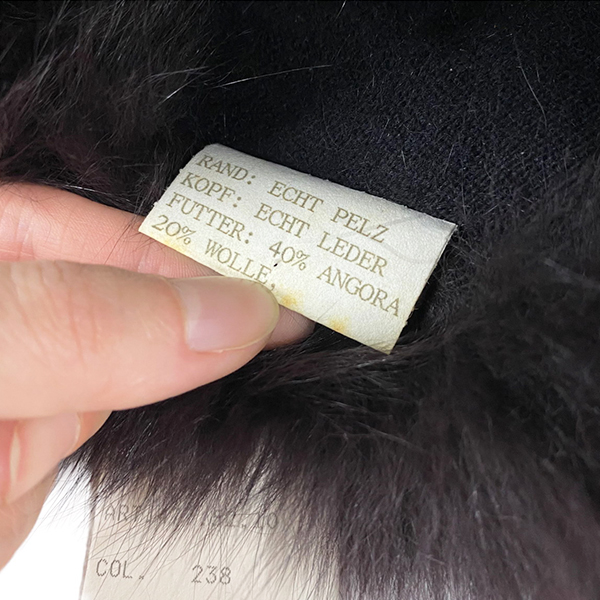 RAND: ECHT PELZ
KOPF: ECHT LEDER
FUTTER: 40% ANGORA
20% WOLLE,
COL. 238